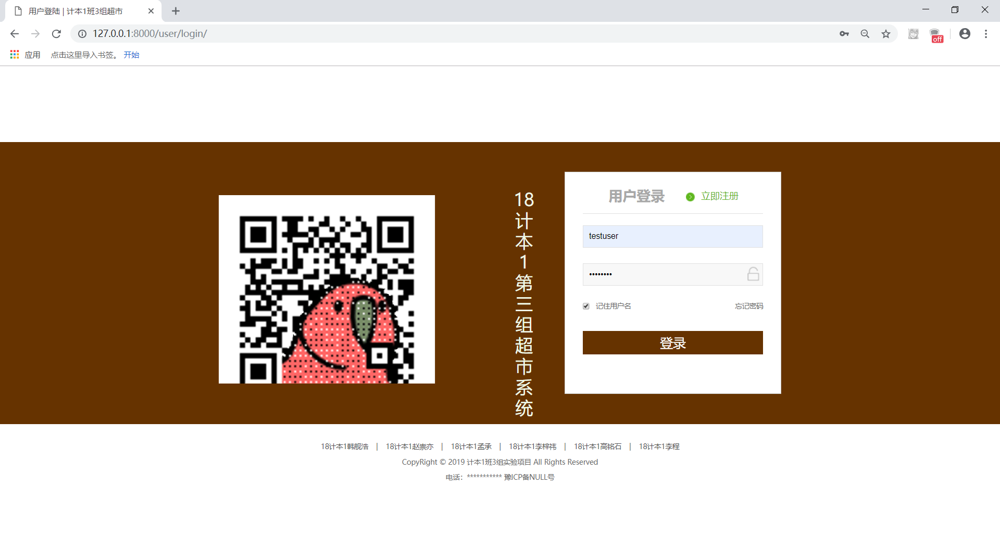 用户登陆 | 计本1班3组超市
127.0.0.1:8000/user/login/
off
应用 点击这里导入书签。 开始
18
计
本
1
第
三
组
超
市
系
统
用户登录 立即注册
testuser
••••••••
记住用户名 忘记密码
登录
18计本1韩舰浩 | 18计本1赵崇亦 | 18计本1孟承 | 18计本1李梓祎 | 18计本1高铭石 | 18计本1李程
CopyRight © 2019 计本1班3组实验项目 All Rights Reserved
电话：*********** 豫ICP备NULL号